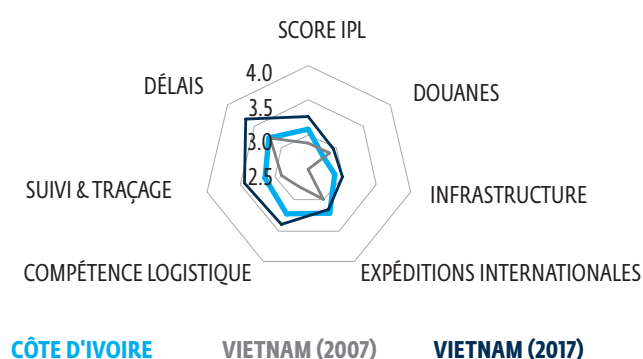 SCORE IPL
4.0
DÉLAIS
DOUANES
3.5
3.0
2.5
SUIVI & TRAÇAGE
INFRASTRUCTURE
COMPÉTENCE LOGISTIQUE
EXPÉDITIONS INTERNATIONALES
CÔTE D'IVOIRE VIETNAM (2007) VIETNAM (2017)